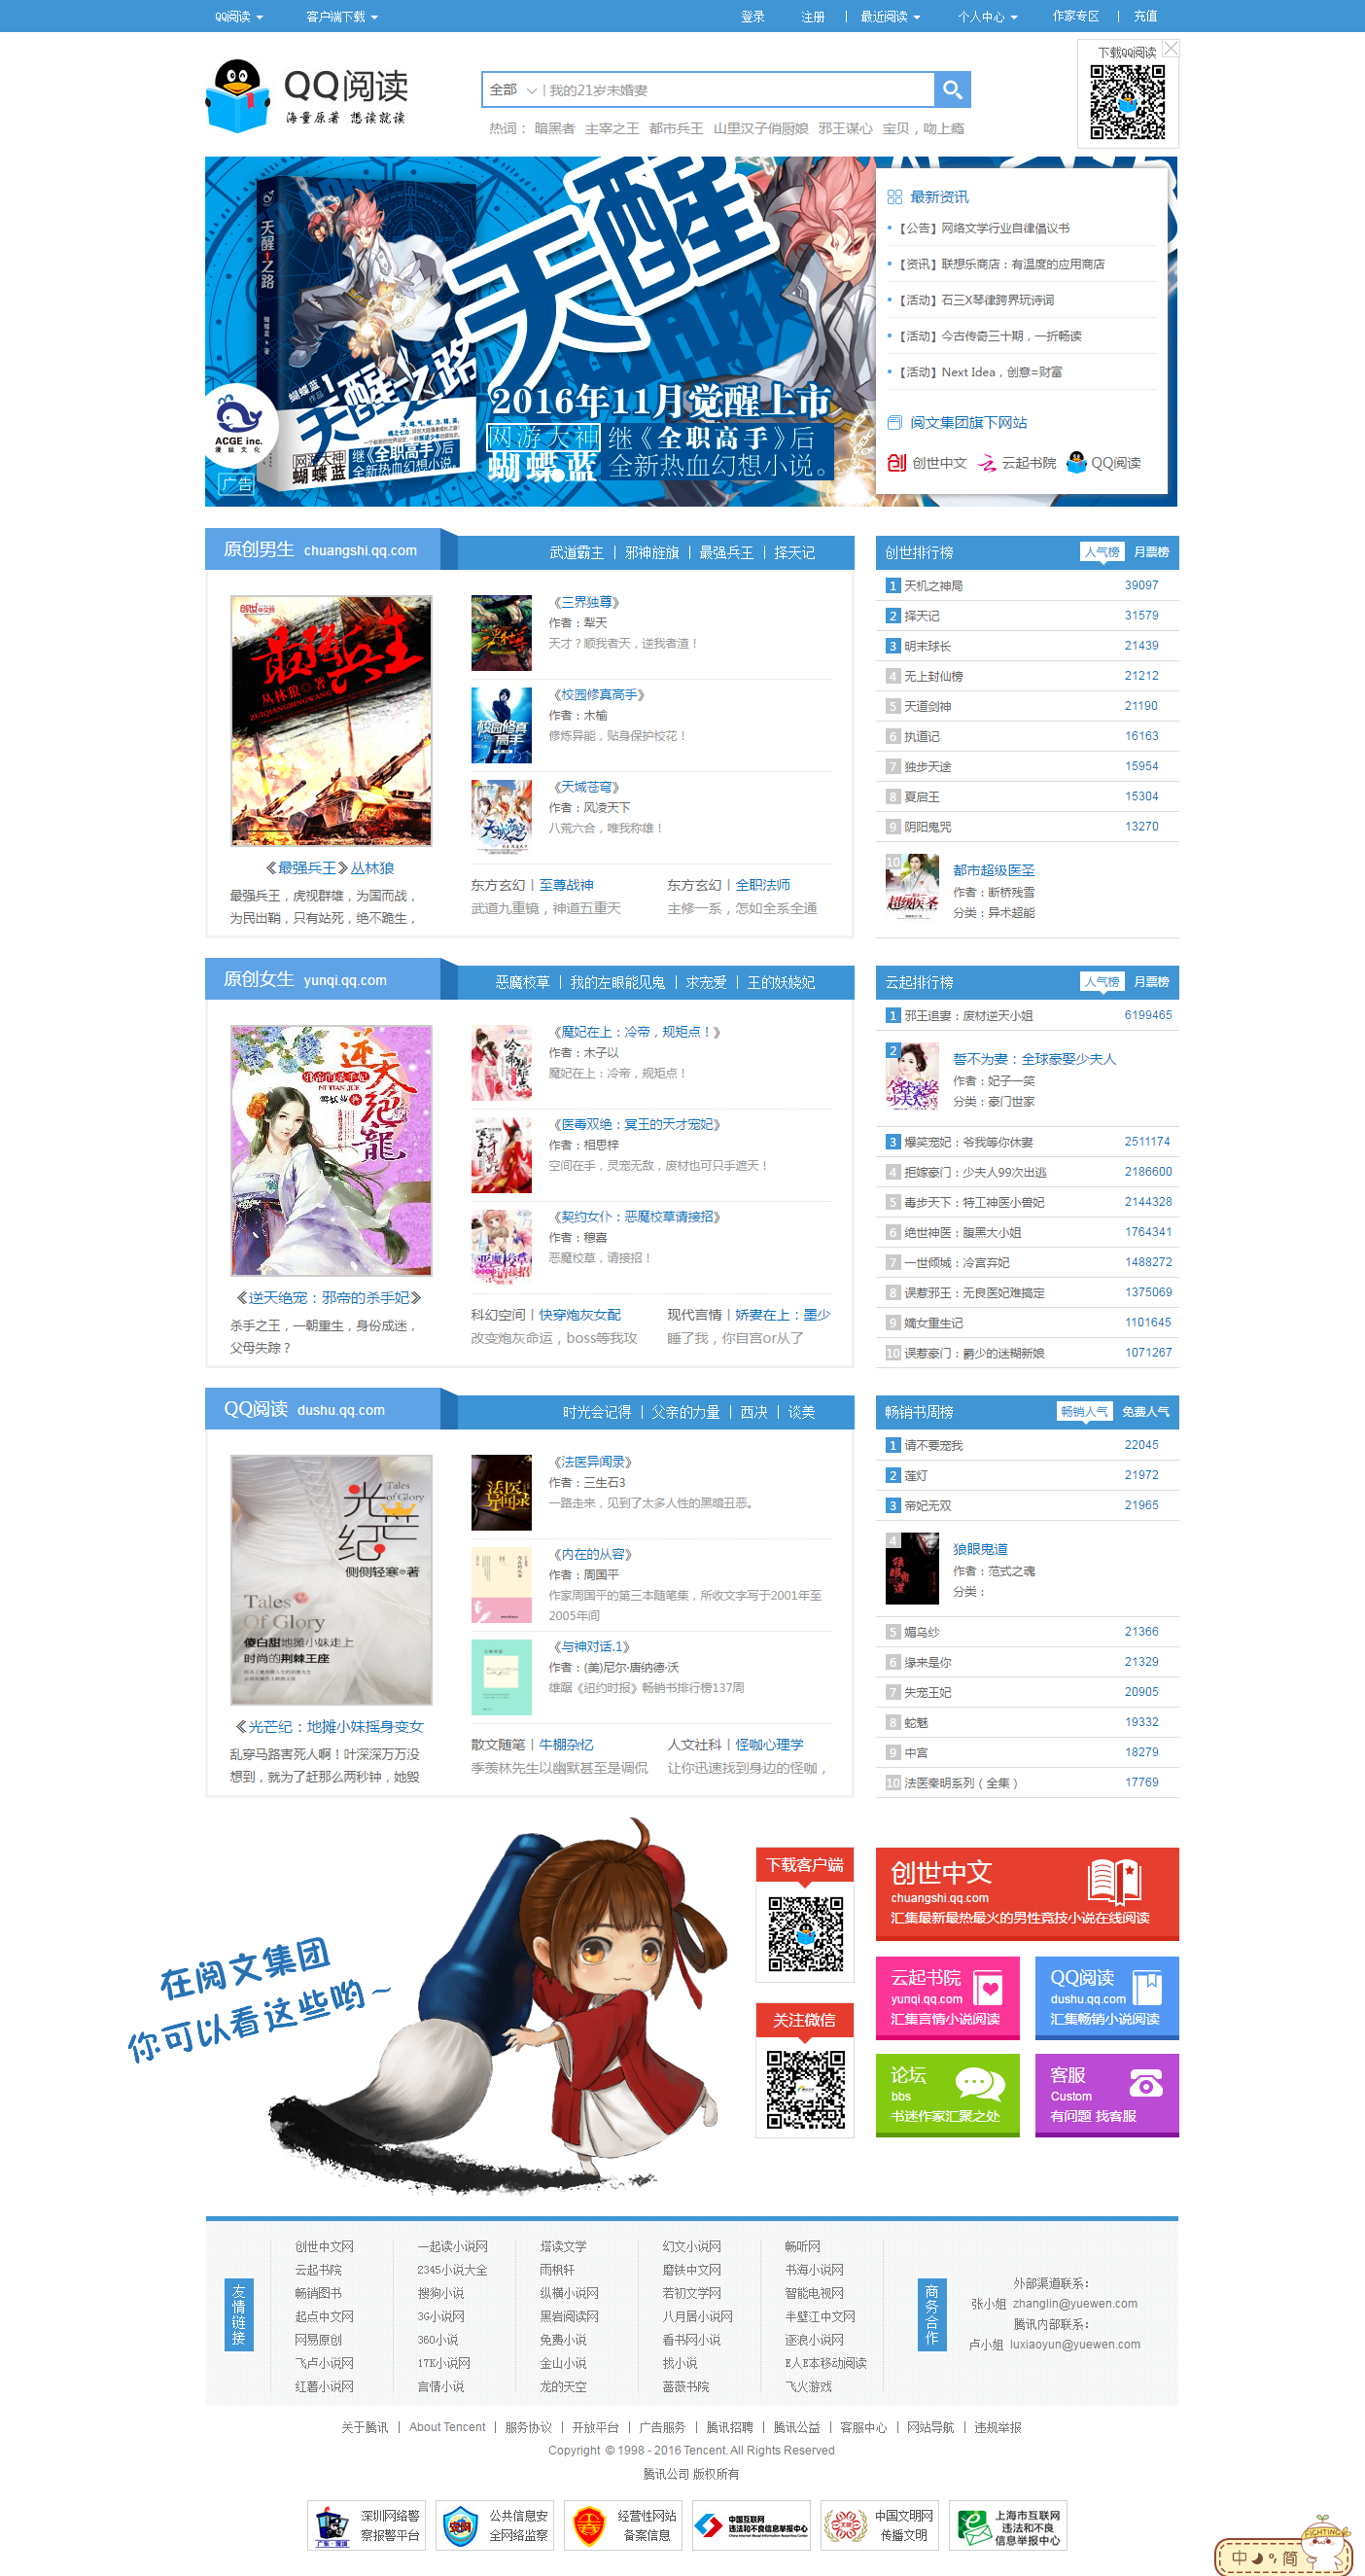 QQ阅读 客户端下载 登录 注册 | 最近阅读 个人中心 作家专区 | 充值
QQ阅读
海量原著 想读就读
全部 | 我的21岁未婚妻
热词： 暗黑者 主宰之王 都市兵王 山里汉子俏厨娘 邪王谋心 宝贝，吻上瘾
下载QQ阅读
天醒
天醒之路
蝴蝶蓝 作品
2016年11月觉醒上市
网游大神 继《全职高手》后
蝴蝶蓝 全新热血幻想小说。
ACGE inc.
广告
最新资讯
【公告】网络文学行业自律倡议书
【资讯】联想乐商店：有温度的应用商店
【活动】石三X琴律跨界玩诗词
【活动】今古传奇三十期，一折畅读
【活动】Next Idea，创意=财富
阅文集团旗下网站
创世中文 云起书院 QQ阅读
原创男生 chuangshi.qq.com
武道霸主 | 邪神旌旗 | 最强兵王 | 择天记
最强兵王
丛林狼 著
ZUIQIANGBINGWANG
《最强兵王》丛林狼
最强兵王，虎视群雄，为国而战，
为民出鞘，只有站死，绝不跪生，
《三界独尊》
作者：犁天
天才？顺我者天，逆我者渣！
《校园修真高手》
作者：木榆
修炼异能，贴身保护校花！
《天域苍穹》
作者：风凌天下
八荒六合，唯我称雄！
东方玄幻 | 至尊战神
武道九重镜，神道五重天
东方玄幻 | 全职法师
主修一系，怎如全系全通
创世排行榜 人气榜 月票榜
1 天机之神局 39097
2 择天记 31579
3 明末球长 21439
4 无上封仙榜 21212
5 天道剑神 21190
6 执道记 16163
7 独步天途 15954
8 夏启王 15304
9 阴阳鬼咒 13270
10 都市超级医圣
作者：断桥残雪
分类：异术超能
原创女生 yunqi.qq.com
恶魔校草 | 我的左眼能见鬼 | 求宠爱 | 王的妖娆妃
逆天绝宠
邪帝的杀手妃
NI TIAN JUE
《逆天绝宠：邪帝的杀手妃》
杀手之王，一朝重生，身份成迷，
父母失踪？
《魔妃在上：冷帝，规矩点！》
作者：木子以
魔妃在上：冷帝，规矩点！
《医毒双绝：冥王的天才宠妃》
作者：相思梓
空间在手，灵宠无敌，废材也可只手遮天！
《契约女仆：恶魔校草请接招》
作者：穆喜
恶魔校草，请接招！
科幻空间 | 快穿炮灰女配
改变炮灰命运，boss等我攻
现代言情 | 娇妻在上：墨少
睡了我，你自宫or从了
云起排行榜 人气榜 月票榜
1 邪王追妻：废材逆天小姐 6199465
2 誓不为妻：全球豪娶少夫人
作者：妃子一笑
分类：豪门世家
3 爆笑宠妃：爷我等你休妻 2511174
4 拒嫁豪门：少夫人99次出逃 2186600
5 毒步天下：特工神医小兽妃 2144328
6 绝世神医：腹黑大小姐 1764341
7 一世倾城：冷宫弃妃 1488272
8 误惹邪王：无良医妃难搞定 1375069
9 嫡女重生记 1101645
10 误惹豪门：爵少的迷糊新娘 1071267
QQ阅读 dushu.qq.com
时光会记得 | 父亲的力量 | 西决 | 谈美
光芒纪
Tales of Glory
侧侧轻寒 著
Tales
Of Glory
傻白甜地摊小妹走上
时尚的荆棘王座
《光芒纪：地摊小妹摇身变女
乱穿马路害死人啊！叶深深万万没
想到，就为了赶那么两秒钟，她毁
《法医异闻录》
作者：三生石3
一路走来，见到了太多人性的黑暗丑恶。
《内在的从容》
作者：周国平
作家周国平的第三本随笔集，所收文字写于2001年至
2005年间
《与神对话.1》
作者：(美)尼尔·唐纳德·沃
雄踞《纽约时报》畅销书排行榜137周
散文随笔 | 牛棚杂忆
季羡林先生以幽默甚至是调侃
人文社科 | 怪咖心理学
让你迅速找到身边的怪咖，
畅销书周榜 畅销人气 免费人气
1 请不要宠我 22045
2 莲灯 21972
3 帝妃无双 21965
4 狼眼鬼道
作者：范式之魂
分类：
5 媚乌纱 21366
6 缘来是你 21329
7 失宠王妃 20905
8 蛇魅 19332
9 中宫 18279
10 法医秦明系列（全集） 17769
在阅文集团
你可以看这些哟~
下载客户端
关注微信
创世中文
chuangshi.qq.com
汇集最新最热最火的男性竞技小说在线阅读
云起书院
yunqi.qq.com
汇集言情小说阅读
QQ阅读
dushu.qq.com
汇集畅销小说阅读
论坛
bbs
书迷作家汇聚之处
客服
Custom
有问题 找客服
友情链接
创世中文网 一起读小说网 塔读文学 幻文小说网 畅听网
云起书院 2345小说大全 雨枫轩 磨铁中文网 书海小说网
畅销图书 搜狗小说 纵横小说网 若初文学网 智能电视网
起点中文网 3G小说网 黑岩阅读网 八月居小说网 半壁江中文网
网易原创 360小说 免费小说 看书网小说 逐浪小说网
飞卢小说网 17K小说网 金山小说 找小说 E人E本移动阅读
红薯小说网 言情小说 龙的天空 蔷薇书院 飞火游戏
商务合作
外部渠道联系：
张小姐 zhanglin@yuewen.com
腾讯内部联系：
卢小姐 luxiaoyun@yuewen.com
关于腾讯 | About Tencent | 服务协议 | 开放平台 | 广告服务 | 腾讯招聘 | 腾讯公益 | 客服中心 | 网站导航 | 违规举报
Copyright © 1998 - 2016 Tencent. All Rights Reserved
腾讯公司 版权所有
深圳网络警
察报警平台
公共信息安
全网络监察
经营性网站
备案信息
中国互联网
违法和不良信息举报中心
中国文明网
传播文明
上海市互联网
违法和不良
信息举报中心
中 简
FIGHTING